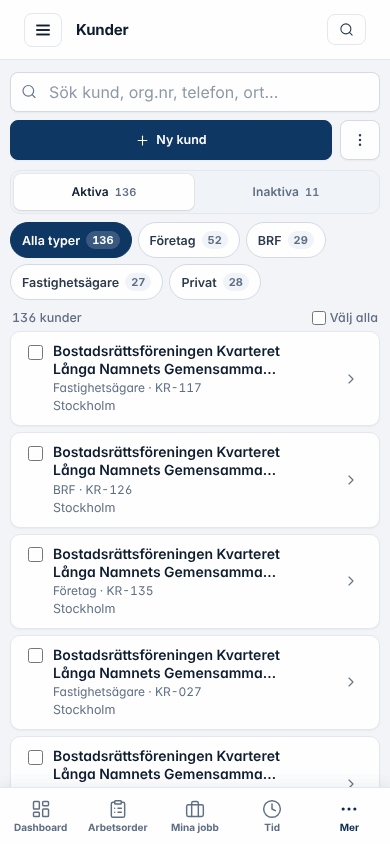 Kunder
Sök kund, org.nr, telefon, ort...
Ny kund
Aktiva 136
Inaktiva 11
Alla typer 136
Företag 52
BRF 29
Fastighetsägare 27
Privat 28
136 kunder
Välj alla
Bostadsrättsföreningen Kvarteret
Långa Namnets Gemensamma...
Fastighetsägare · KR-117
Stockholm
Bostadsrättsföreningen Kvarteret
Långa Namnets Gemensamma...
BRF · KR-126
Stockholm
Bostadsrättsföreningen Kvarteret
Långa Namnets Gemensamma...
Företag · KR-135
Stockholm
Bostadsrättsföreningen Kvarteret
Långa Namnets Gemensamma...
Fastighetsägare · KR-027
Stockholm
Bostadsrättsföreningen Kvarteret
Långa Namnets Gemensamma...
Dashboard
Arbetsorder
Mina jobb
Tid
Mer